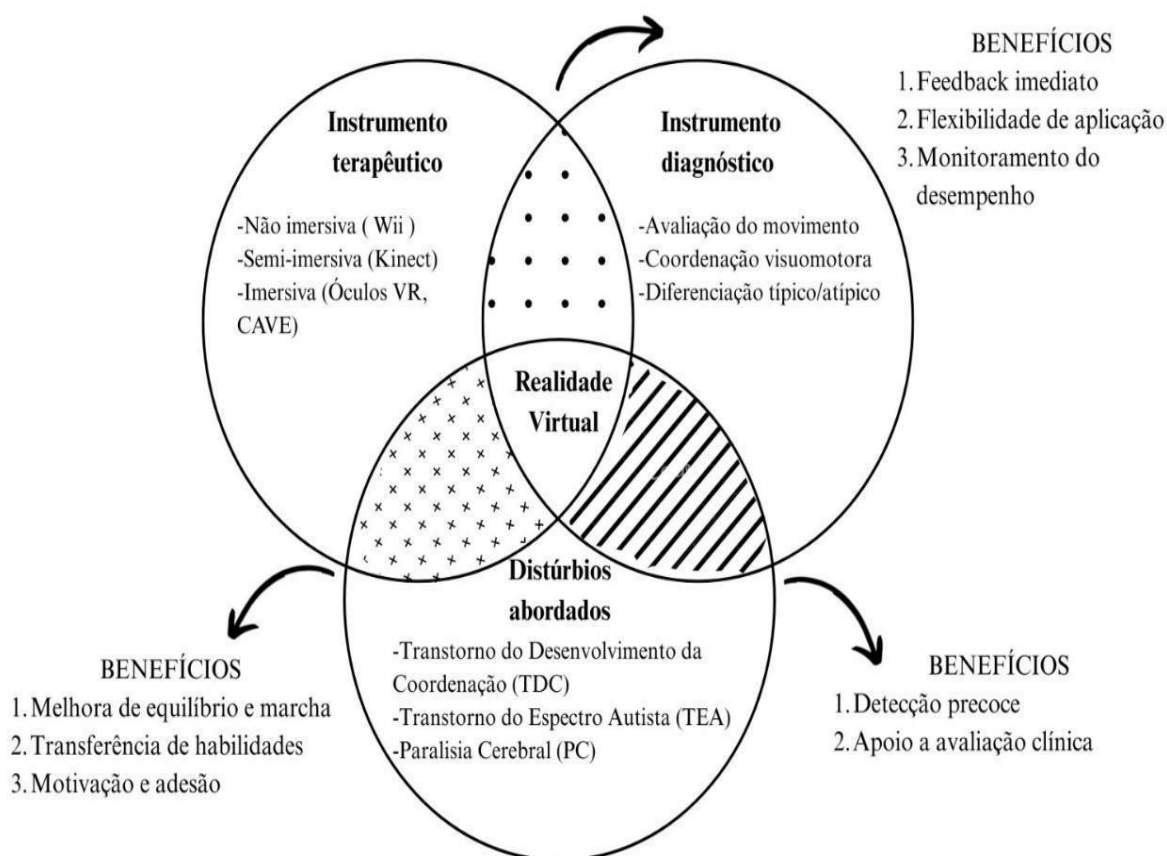 BENEFÍCIOS
1. Feedback imediato
2. Flexibilidade de aplicação
3. Monitoramento do
desempenho
Instrumento
terapêutico
-Não imersiva ( Wii )
-Semi-imersiva (Kinect)
-Imersiva (Óculos VR,
CAVE)
Instrumento
diagnóstico
-Avaliação do movimento
-Coordenação visuomotora
-Diferenciação típico/atípico
Realidade
Virtual
Distúrbios
abordados
-Transtorno do Desenvolvimento da
Coordenação (TDC)
-Transtorno do Espectro Autista (TEA)
-Paralisia Cerebral (PC)
BENEFÍCIOS
1. Melhora de equilíbrio e marcha
2. Transferência de habilidades
3. Motivação e adesão
BENEFÍCIOS
1. Detecção precoce
2. Apoio a avaliação clínica